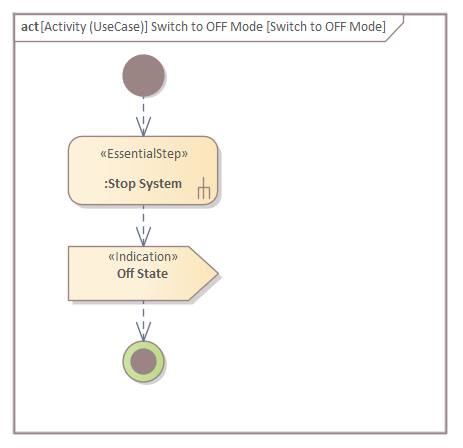 act [Activity (UseCase)] Switch to OFF Mode [Switch to OFF Mode]
«EssentialStep»
:Stop System
«Indication»
Off State